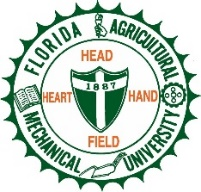 FLORIDA AGRICULTURAL
MECHANICAL UNIVERSITY
HEAD
HEART
1887
HAND
FIELD